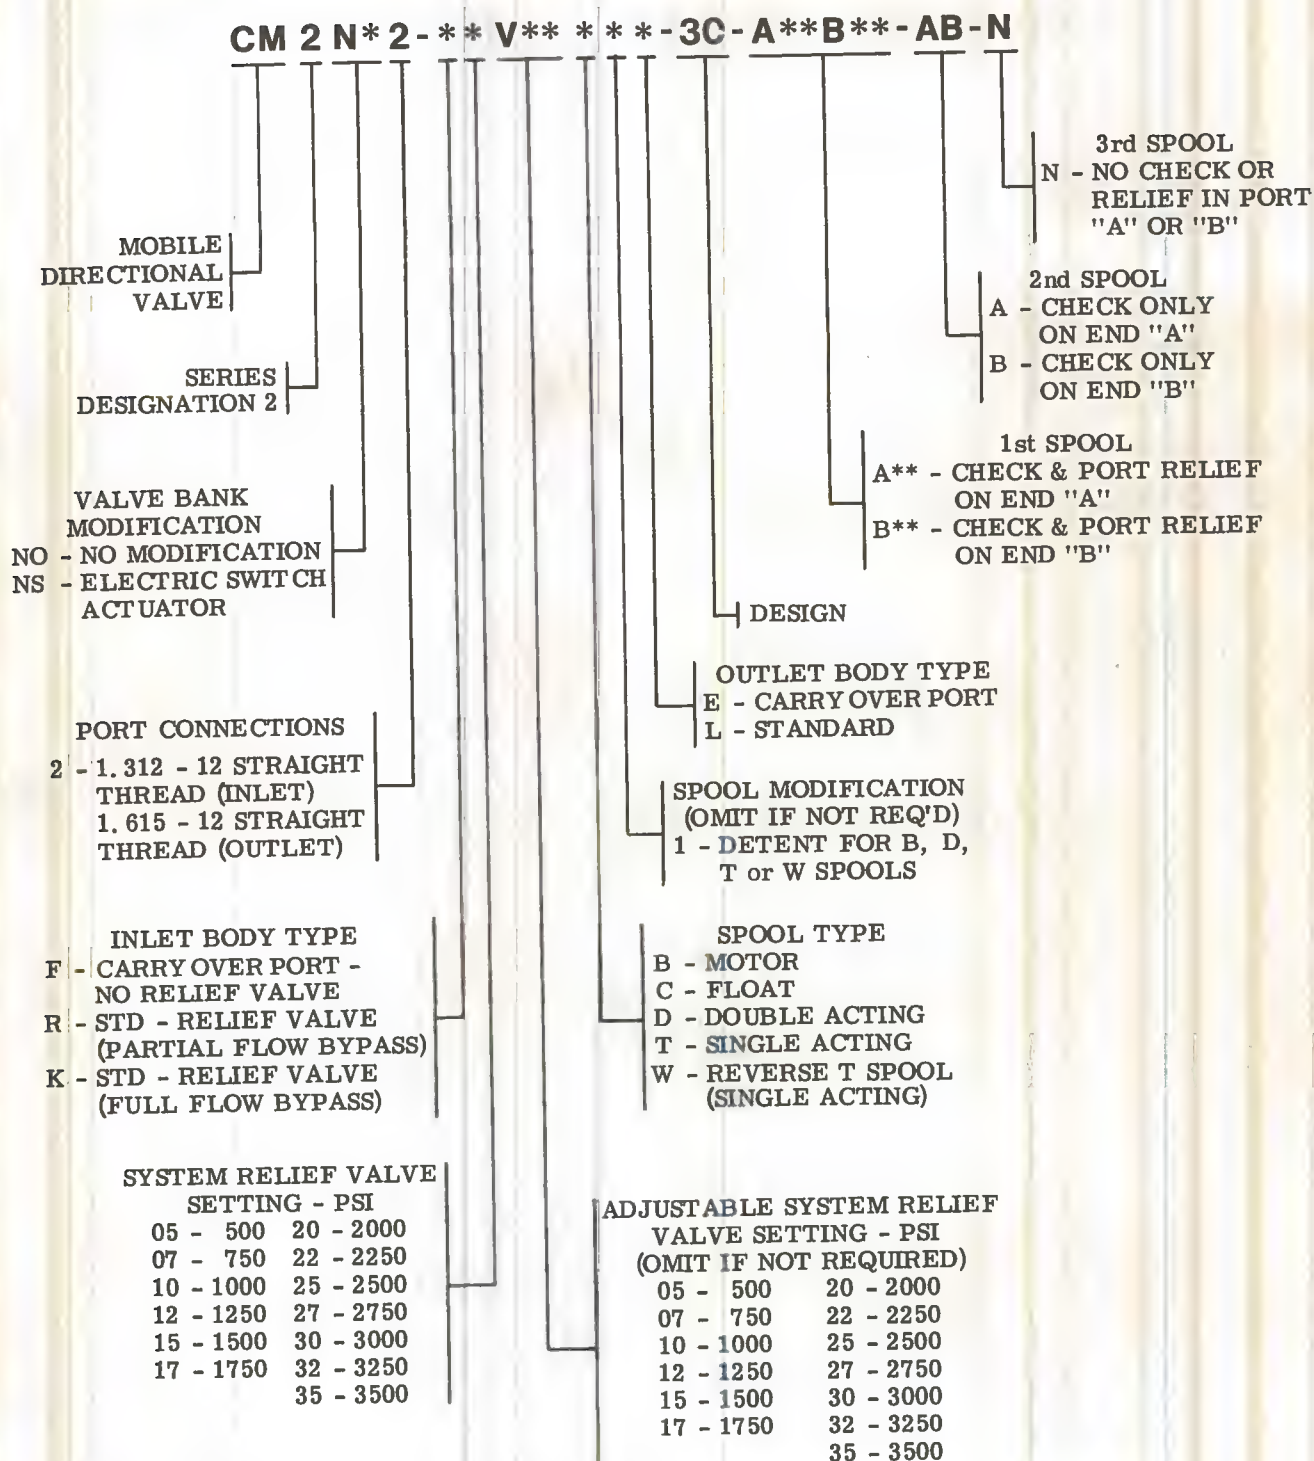 CM 2 N* 2 - * * V** * * * - 3C - A**B** - AB - N
3rd SPOOL
N - NO CHECK OR
RELIEF IN PORT
"A" OR "B"
MOBILE
DIRECTIONAL
VALVE
2nd SPOOL
A - CHECK ONLY
ON END "A"
B - CHECK ONLY
ON END "B"
SERIES
DESIGNATION 2
1st SPOOL
A** - CHECK & PORT RELIEF
ON END "A"
B** - CHECK & PORT RELIEF
ON END "B"
VALVE BANK
MODIFICATION
NO - NO MODIFICATION
NS - ELECTRIC SWITCH
ACTUATOR
DESIGN
OUTLET BODY TYPE
E - CARRY OVER PORT
L - STANDARD
PORT CONNECTIONS
2 - 1.312 - 12 STRAIGHT
THREAD (INLET)
1.615 - 12 STRAIGHT
THREAD (OUTLET)
SPOOL MODIFICATION
(OMIT IF NOT REQ'D)
1 - DETENT FOR B, D,
T or W SPOOLS
INLET BODY TYPE
F - CARRY OVER PORT -
NO RELIEF VALVE
R - STD - RELIEF VALVE
(PARTIAL FLOW BYPASS)
K - STD - RELIEF VALVE
(FULL FLOW BYPASS)
SPOOL TYPE
B - MOTOR
C - FLOAT
D - DOUBLE ACTING
T - SINGLE ACTING
W - REVERSE T SPOOL
(SINGLE ACTING)
SYSTEM RELIEF VALVE
SETTING - PSI
05 - 500 20 - 2000
07 - 750 22 - 2250
10 - 1000 25 - 2500
12 - 1250 27 - 2750
15 - 1500 30 - 3000
17 - 1750 32 - 3250
35 - 3500
ADJUSTABLE SYSTEM RELIEF
VALVE SETTING - PSI
(OMIT IF NOT REQUIRED)
05 - 500 20 - 2000
07 - 750 22 - 2250
10 - 1000 25 - 2500
12 - 1250 27 - 2750
15 - 1500 30 - 3000
17 - 1750 32 - 3250
35 - 3500